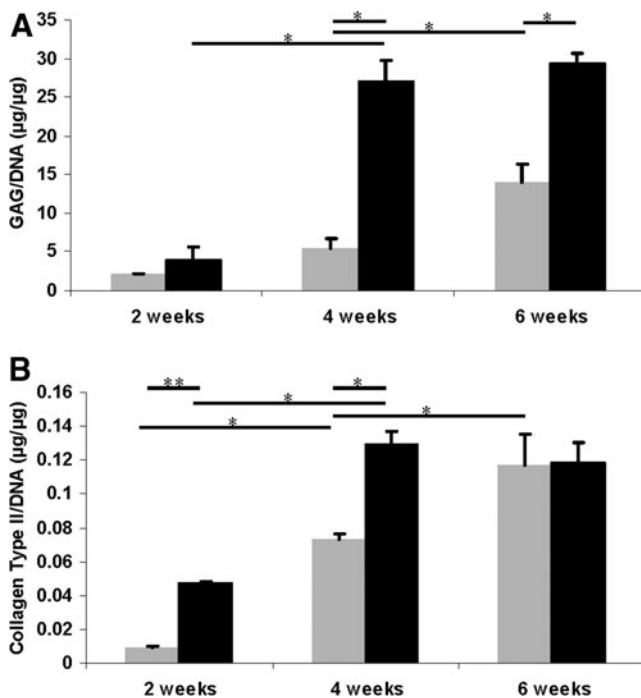 A
GAG/DNA (µg/µg)
35
30
25
20
15
10
5
0
*
*
*
*
2 weeks
4 weeks
6 weeks
B
Collagen Type II/DNA (µg/µg)
0.16
0.14
0.12
0.1
0.08
0.06
0.04
0.02
0
**
*
*
*
*
2 weeks
4 weeks
6 weeks